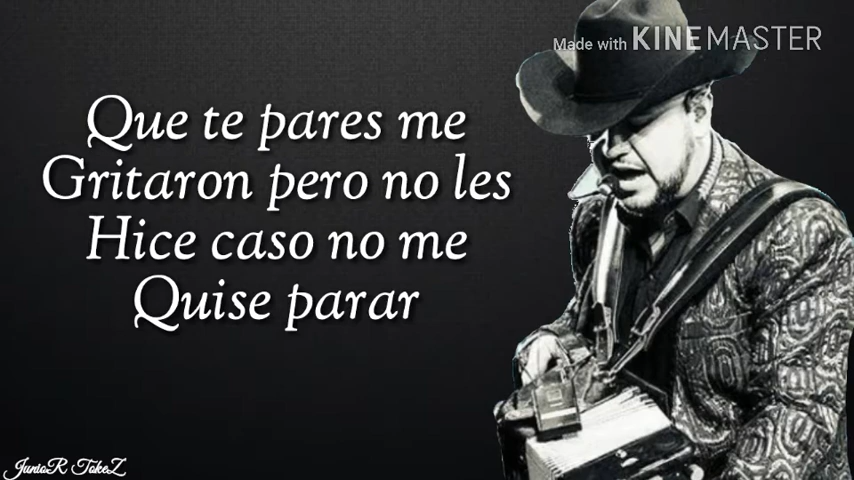 Made with KINEMASTER
Que te pares me
Gritaron pero no les
Hice caso no me
Quise parar
JunioR TokeZ